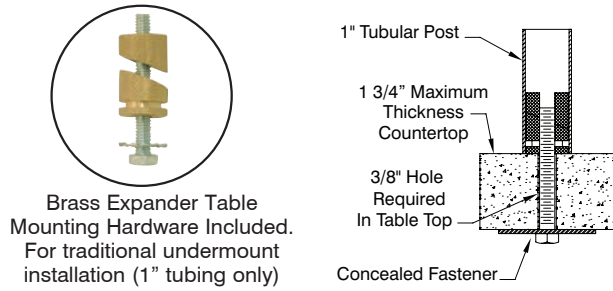 Brass Expander Table
Mounting Hardware Included.
For traditional undermount
installation (1” tubing only)
1" Tubular Post
1 3/4” Maximum
Thickness
Countertop
3/8" Hole
Required
In Table Top
Concealed Fastener